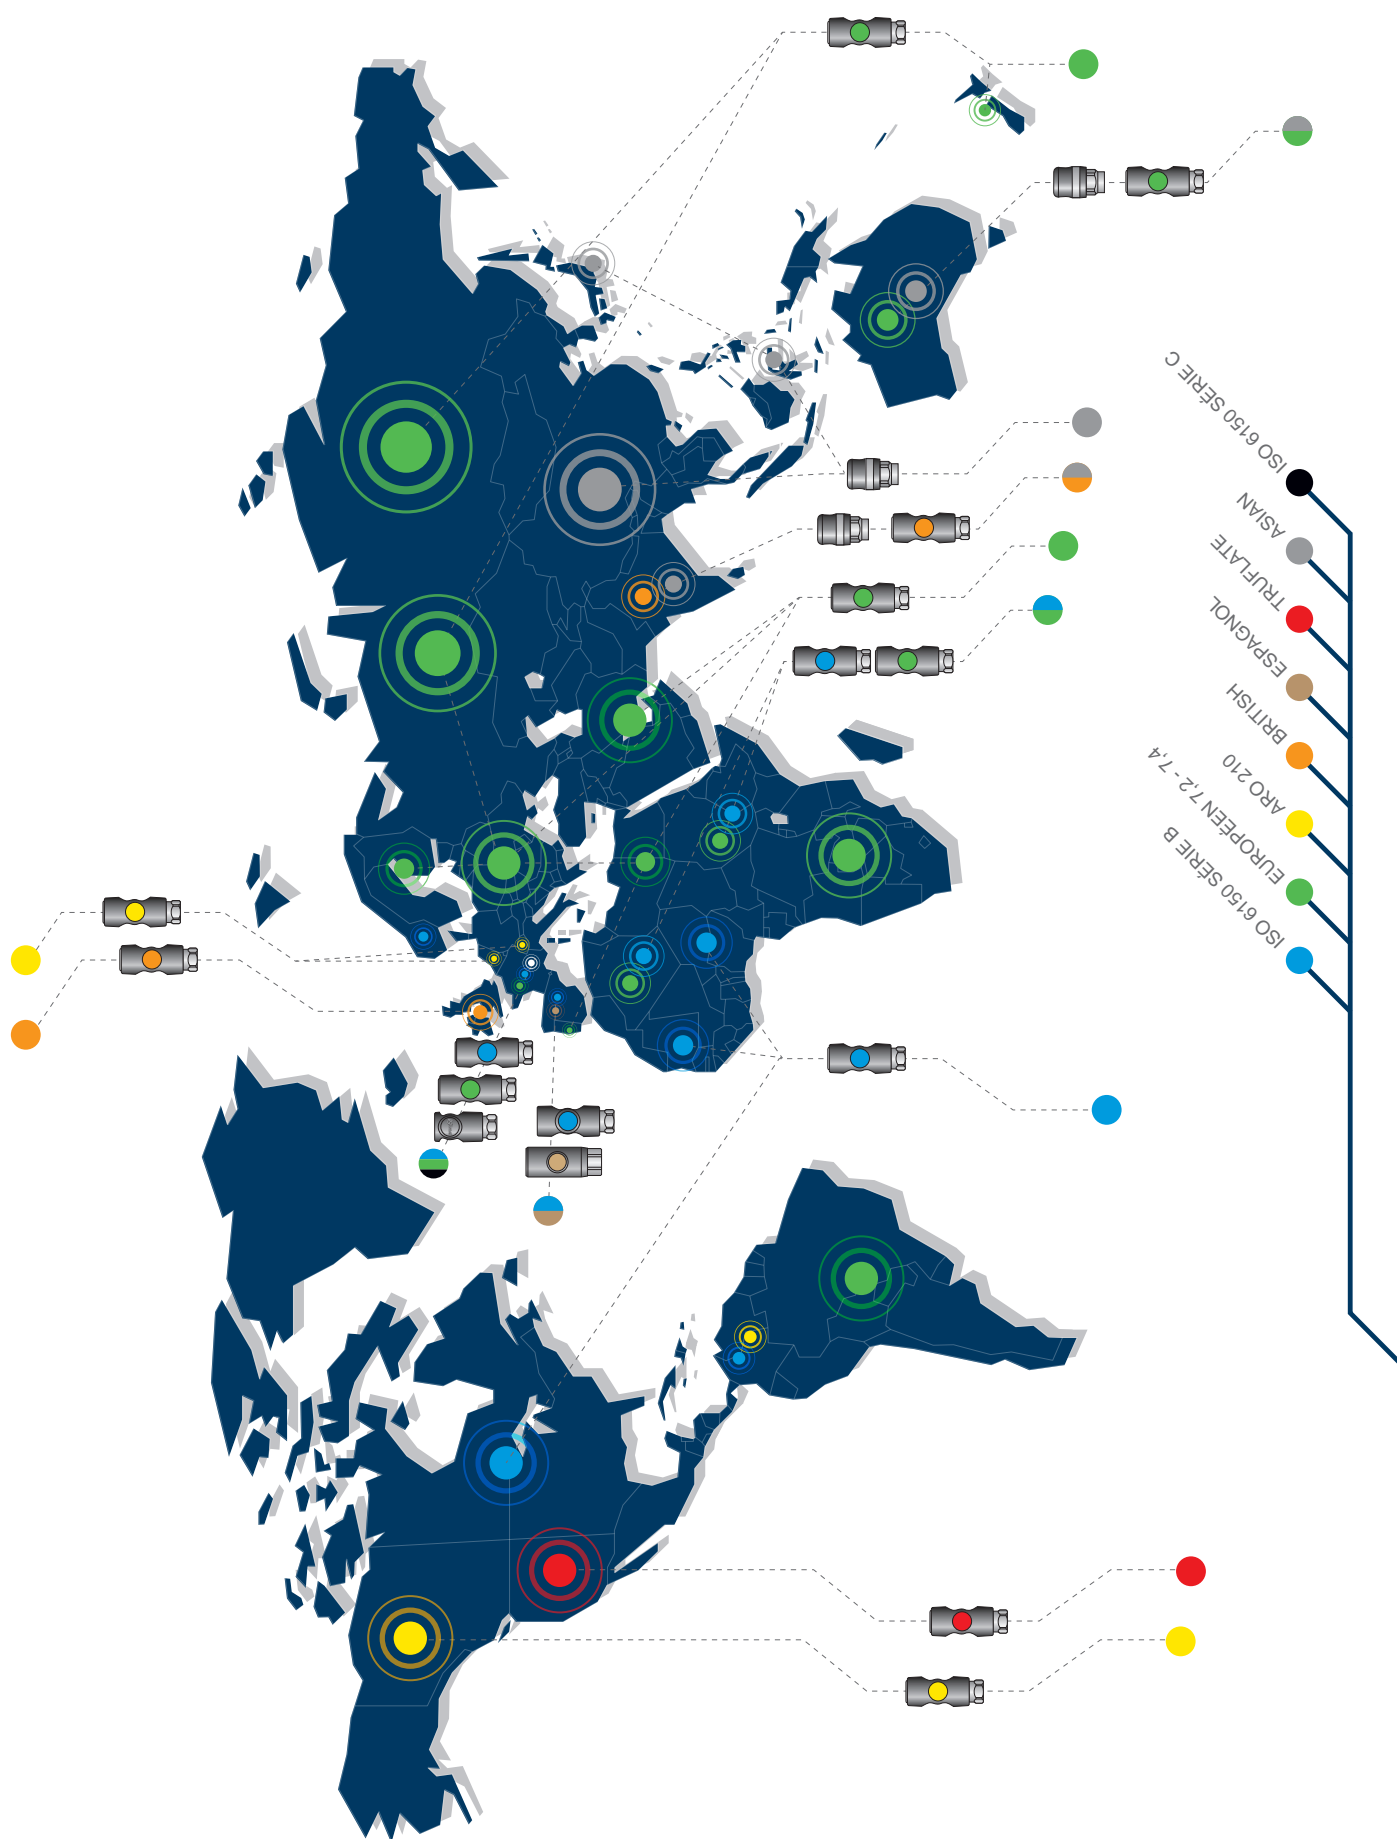 ISO 6150 SÉRIE C
ASIAN
TRUFLATE
ESPAGNOL
BRITISH
ARO 210
EUROPÉEN 7,2 - 7,4
ISO 6150 SÉRIE B